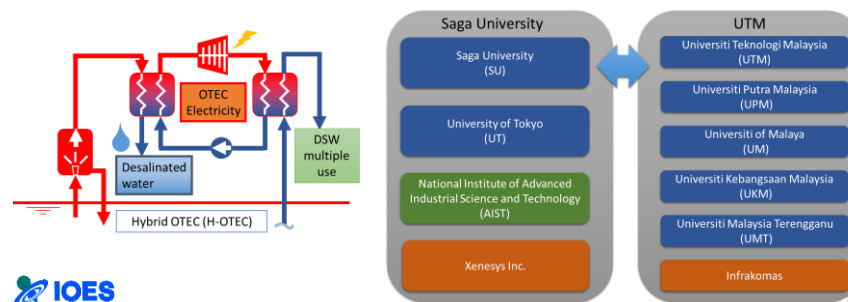 OTEC
Electricity
Desalinated
water
DSW
multiple
use
Hybrid OTEC (H-OTEC)
IOES
Saga University
Saga University
(SU)
University of Tokyo
(UT)
National Institute of Advanced
Industrial Science and Technology
(AIST)
Xenesys Inc.
UTM
Universiti Teknologi Malaysia
(UTM)
Universiti Putra Malaysia
(UPM)
Universiti of Malaya
(UM)
Universiti Kebangsaan Malaysia
(UKM)
Universiti Malaysia Terengganu
(UMT)
Infrakomas